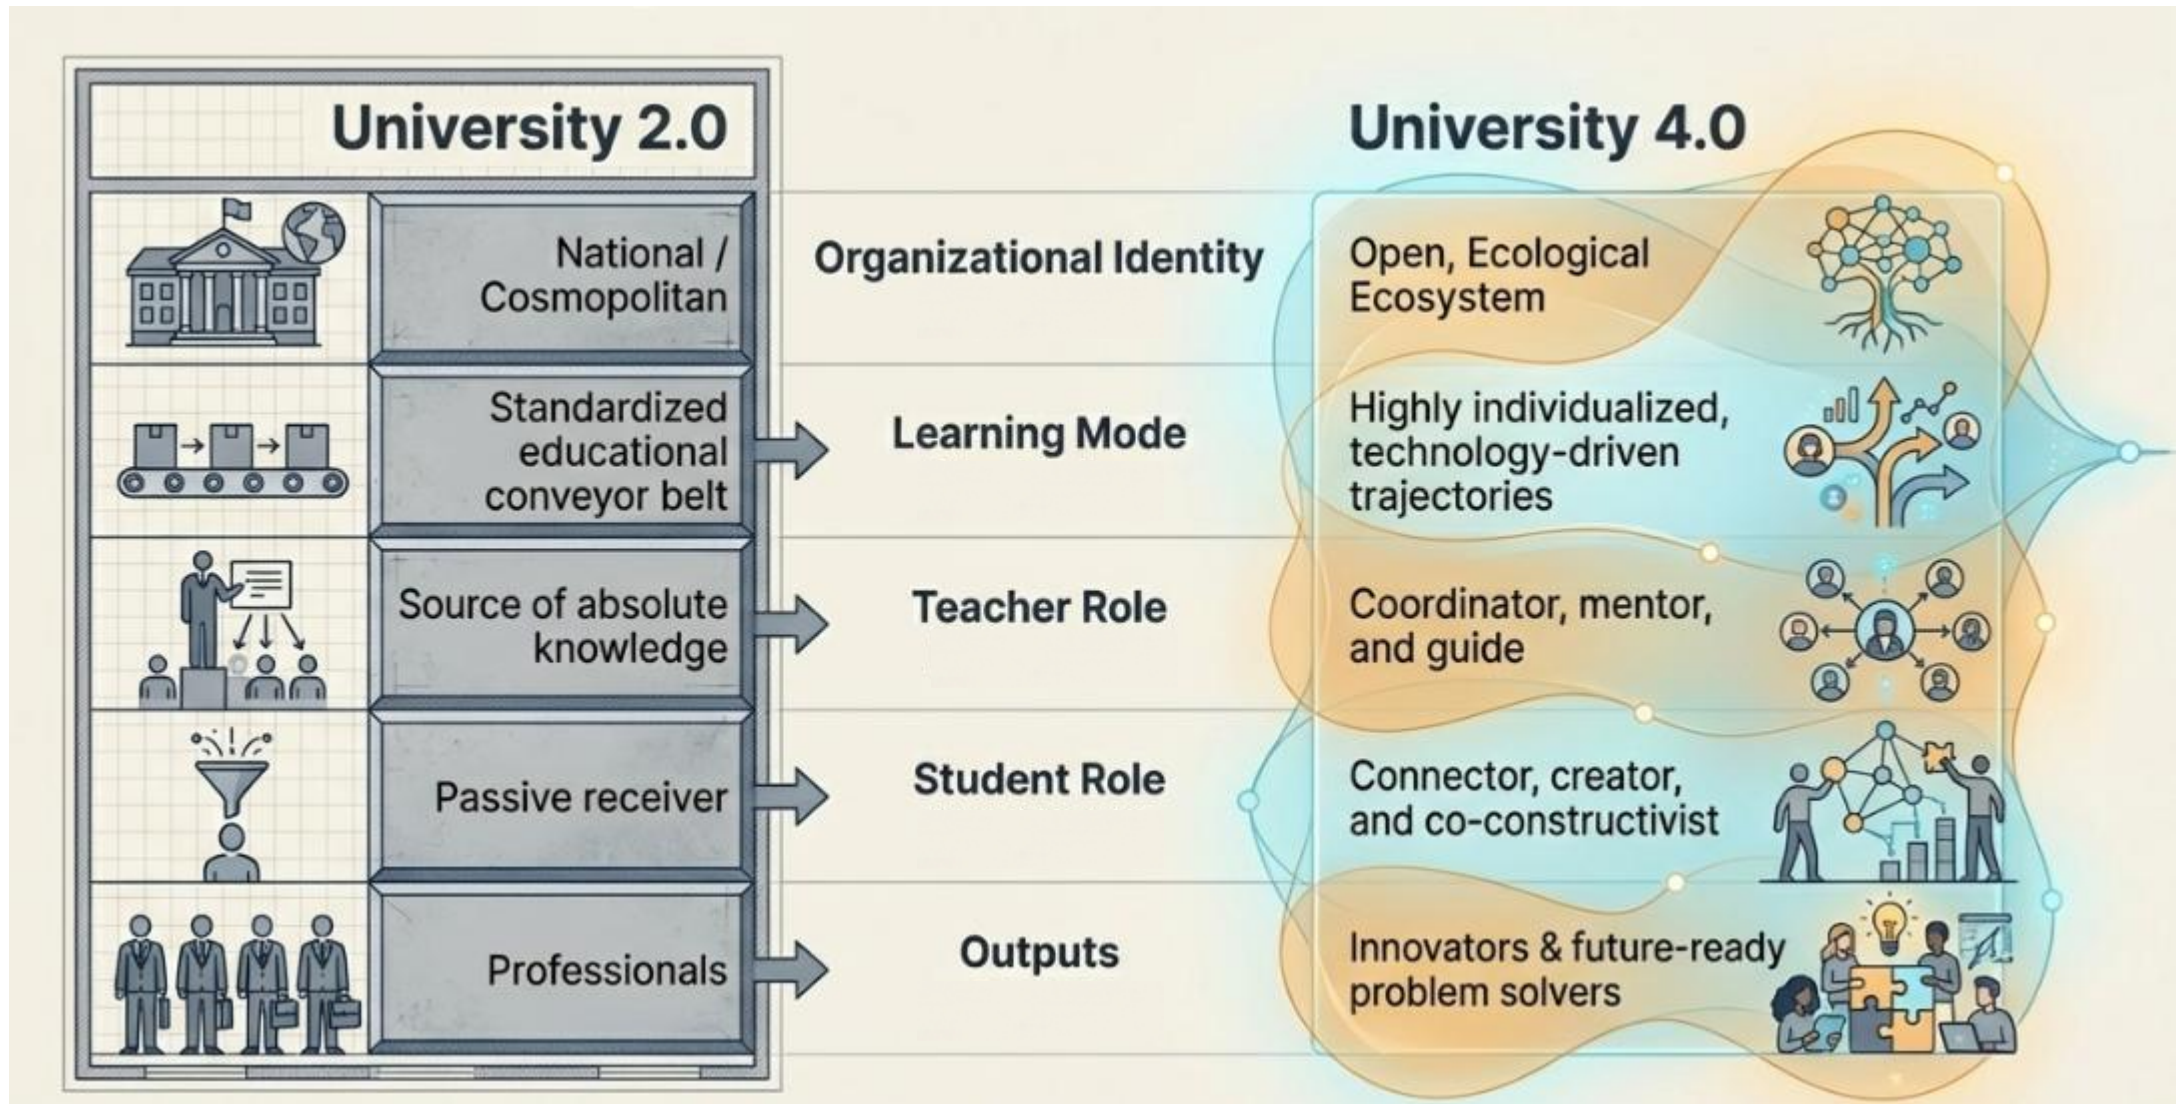 University 2.0
University 4.0
National /
Cosmopolitan
Organizational Identity
Open, Ecological
Ecosystem
Standardized
educational
conveyor belt
Learning Mode
Highly individualized,
technology-driven
trajectories
Source of absolute
knowledge
Teacher Role
Coordinator, mentor,
and guide
Passive receiver
Student Role
Connector, creator,
and co-constructivist
Professionals
Outputs
Innovators & future-ready
problem solvers